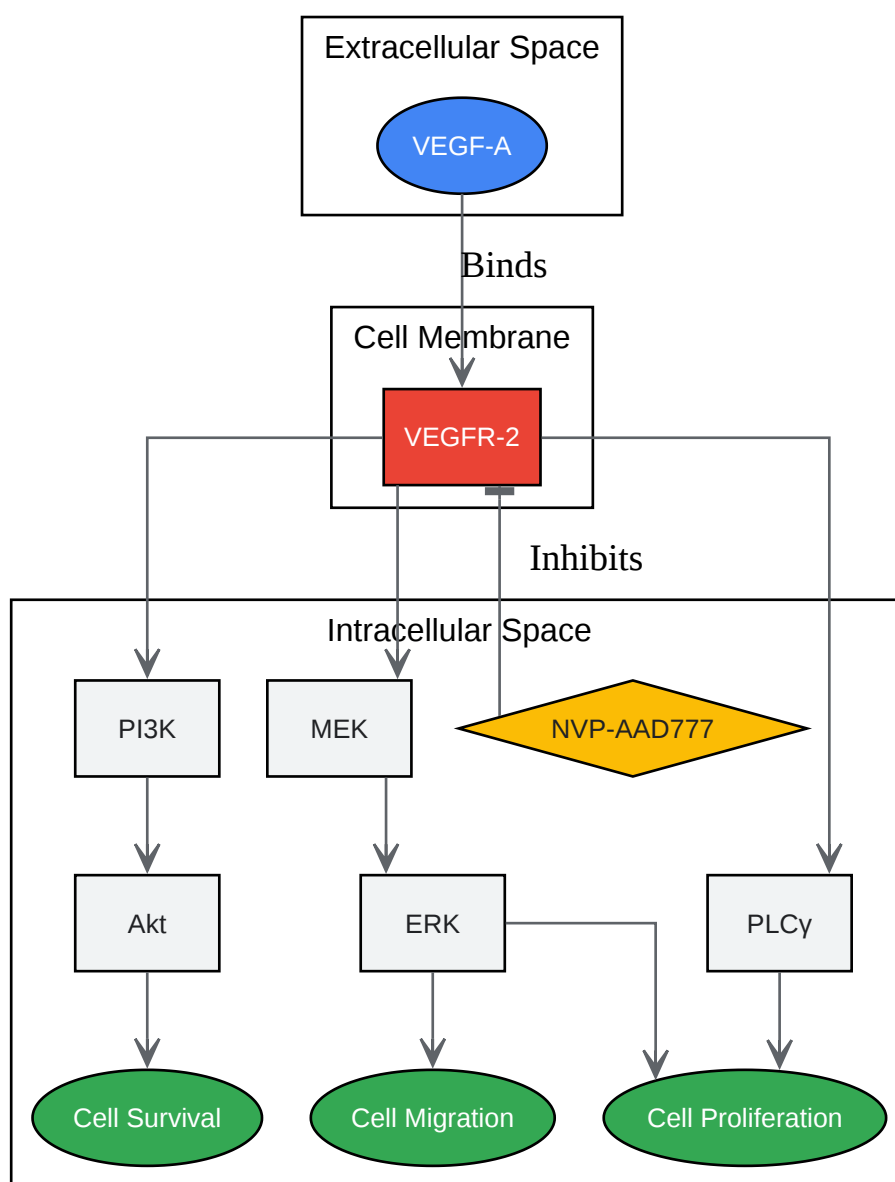 Extracellular Space
VEGF-A
Binds
Cell Membrane
VEGFR-2
Inhibits
Intracellular Space
PI3K
MEK
NVP-AAD777
Akt
ERK
PLCγ
Cell Survival
Cell Migration
Cell Proliferation